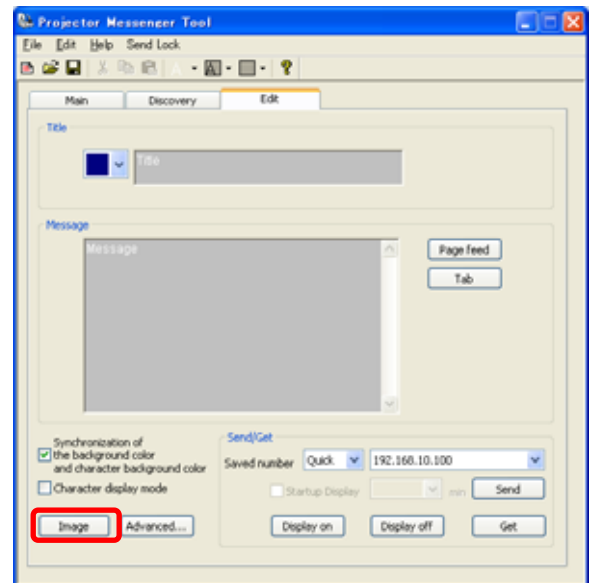 Projector Messenger Tool
File Edit Help Send Lock
A A ?
Main Discovery Edit
Title
Title
Message
Message
Page feed
Tab
Synchronization of
the background color
and character background color
Character display mode
Image Advanced...
Send/Get
Saved number Quick 192.168.10.100
Startup Display min Send
Display on Display off Get